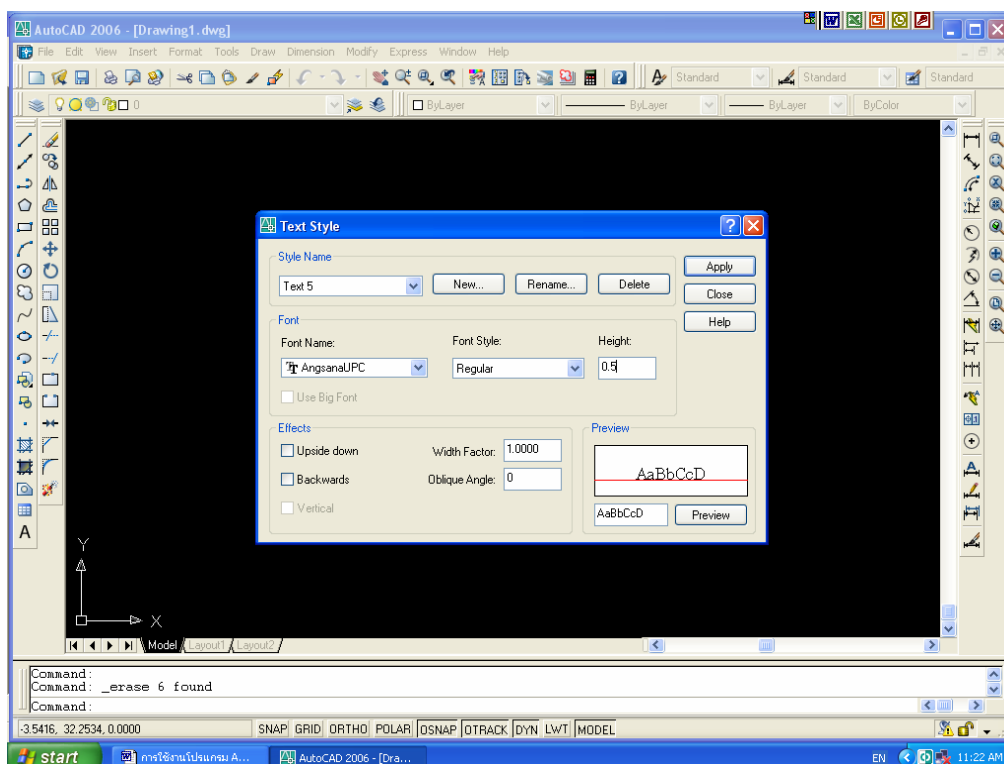 AutoCAD 2006 - [Drawing1.dwg]
File Edit View Insert Format Tools Draw Dimension Modify Express Window Help
Standard Standard Standard
0 ByLayer ByLayer ByLayer ByColor
Text Style
Style Name
Text 5 New... Rename... Delete Apply
Close
Font Help
Font Name: Font Style: Height:
AngsanaUPC Regular 0.5
Use Big Font
Effects Preview
Upside down Width Factor: 1.0000
AaBbCcD
Backwards Oblique Angle: 0
Vertical AaBbCcD Preview
A
Y
X
Model Layout1 Layout2
Command:
Command: _erase 6 found
Command:
-3.5416, 32.2534, 0.0000 SNAP GRID ORTHO POLAR OSNAP OTRACK DYN LWT MODEL
start การใช้งานโปรแกรม A... AutoCAD 2006 - [Dra... EN 11:22 AM